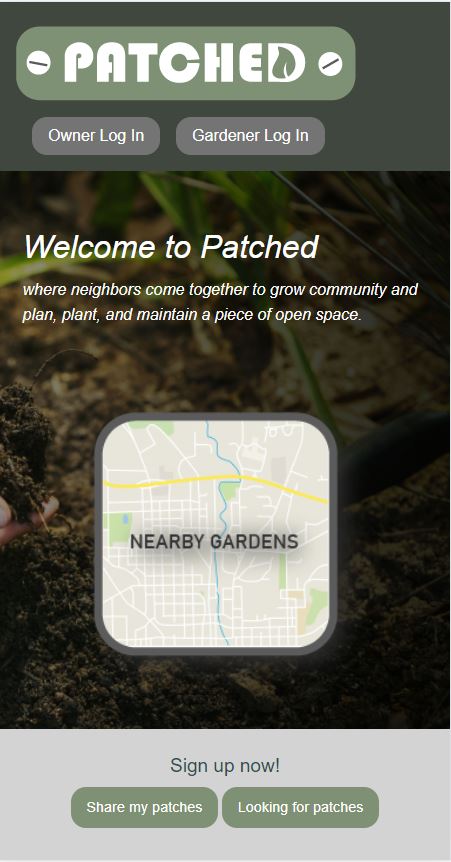 PATCHED
Owner Log In
Gardener Log In
Welcome to Patched
where neighbors come together to grow community and
plan, plant, and maintain a piece of open space.
NEARBY GARDENS
Sign up now!
Share my patches
Looking for patches